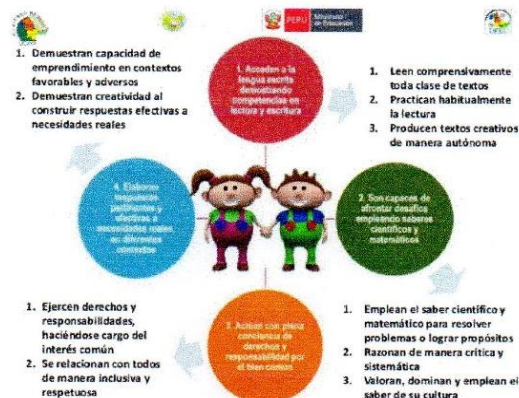 PERÚ
Ministerio
de Educación
1. Demuestran capacidad de
emprendimiento en contextos
favorables y adversos
2. Demuestran creatividad al
construir respuestas efectivas a
necesidades reales
1. Acceden a la
lengua escrita
demostrando
competencias en
lectura y escritura
1. Leen comprensivamente
toda clase de textos
2. Practican habitualmente
la lectura
3. Producen textos creativos
de manera autónoma
4. Elaboran
respuestas
pertinentes y
efectivas a
necesidades reales
en diferentes
contextos
2. Son capaces de
afrontar desafíos
empleando saberes
científicos y
matemáticos
1. Ejercen derechos y
responsabilidades,
haciéndose cargo del
interés común
2. Se relacionan con todos
de manera inclusiva y
respetuosa
3. Actúan con plena
conciencia de
derechos y
responsabilidad por
el bien común
1. Emplean el saber científico y
matemático para resolver
problemas o lograr propósitos
2. Razonan de manera crítica y
sistemática
3. Valoran, dominan y emplean el
saber de su cultura